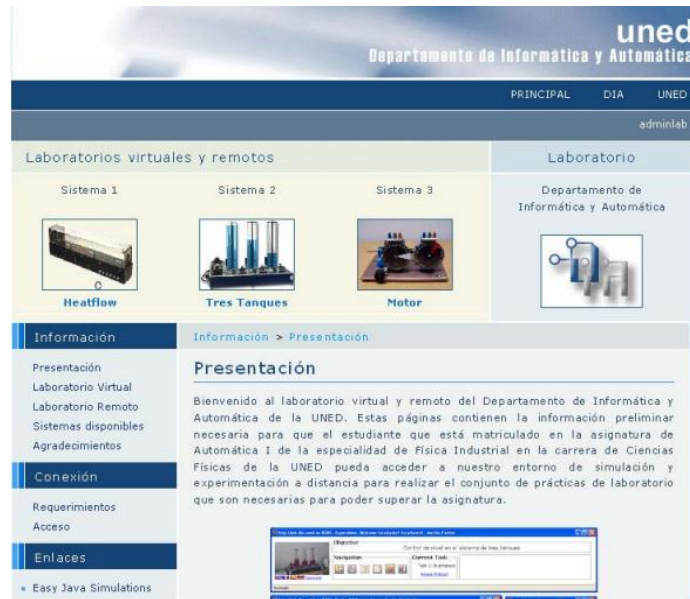 uned
Departamento de Informática y Automática
PRINCIPAL DIA UNED
adminlab
Laboratorios virtuales y remotos
Laboratorio
Sistema 1
Sistema 2
Sistema 3
Departamento de
Informática y Automática
Heatflow
Tres Tanques
Motor
Información
Presentación
Laboratorio Virtual
Laboratorio Remoto
Sistemas disponibles
Agradecimientos
Conexión
Requerimientos
Acceso
Enlaces
Easy Java Simulations
Información > Presentación
Presentación
Bienvenido al laboratorio virtual y remoto del Departamento de Informática y
Automática de la UNED. Estas páginas contienen la información preliminar
necesaria para que el estudiante que está matriculado en la asignatura de
Automática I de la especialidad de Física Industrial en la carrera de Ciencias
Físicas de la UNED pueda acceder a nuestro entorno de simulación y
experimentación a distancia para realizar el conjunto de prácticas de laboratorio
que son necesarias para poder superar la asignatura.
Objective
Control de nivel en el sistema de tres tanques
Navigation
Current Task